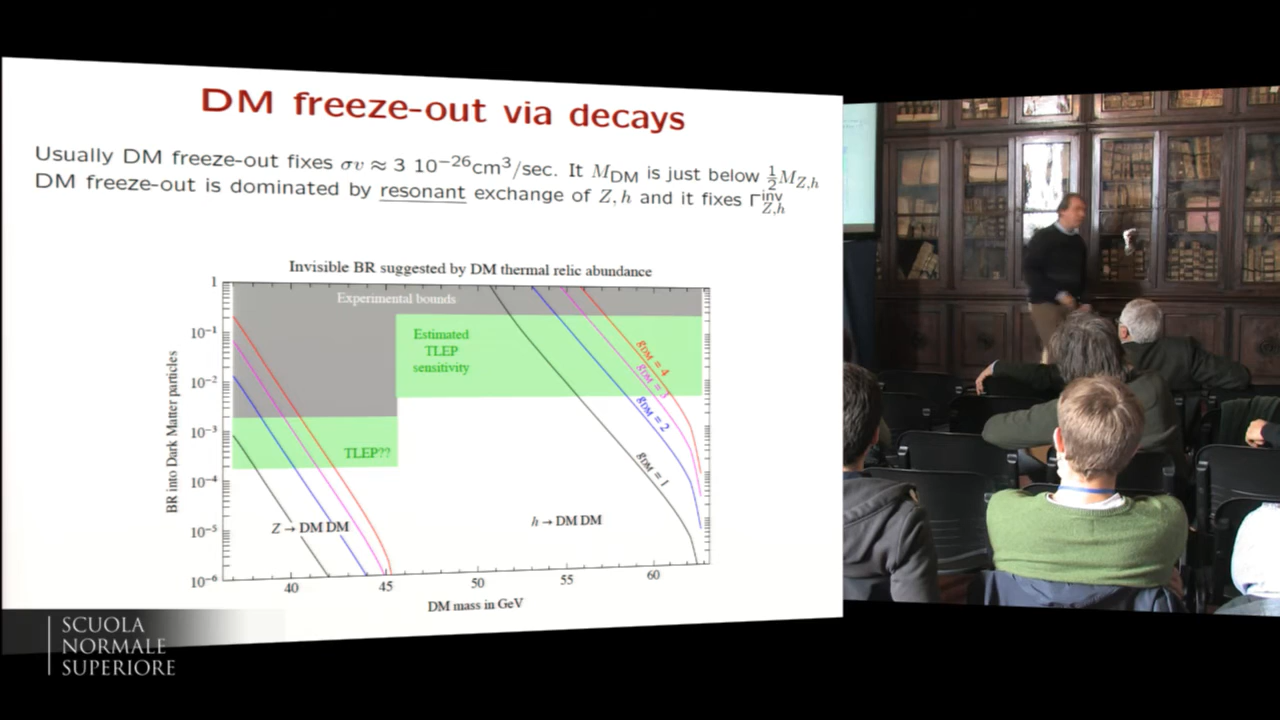 DM freeze-out via decays
Usually DM freeze-out fixes σv ≈ 3 10⁻²⁶cm³/sec. It M_DM is just below ½M_Z,h
DM freeze-out is dominated by resonant exchange of Z, h and it fixes Γ^inv_Z,h
Invisible BR suggested by DM thermal relic abundance
Experimental bounds
Estimated
TLEP
sensitivity
TLEP??
g_DM = 4
g_DM = 3
g_DM = 2
g_DM = 1
Z → DM DM
h → DM DM
BR into Dark Matter particles
1
10⁻¹
10⁻²
10⁻³
10⁻⁴
10⁻⁵
10⁻⁶
40 45 50 55 60
DM mass in GeV
SCUOLA
NORMALE
SUPERIORE